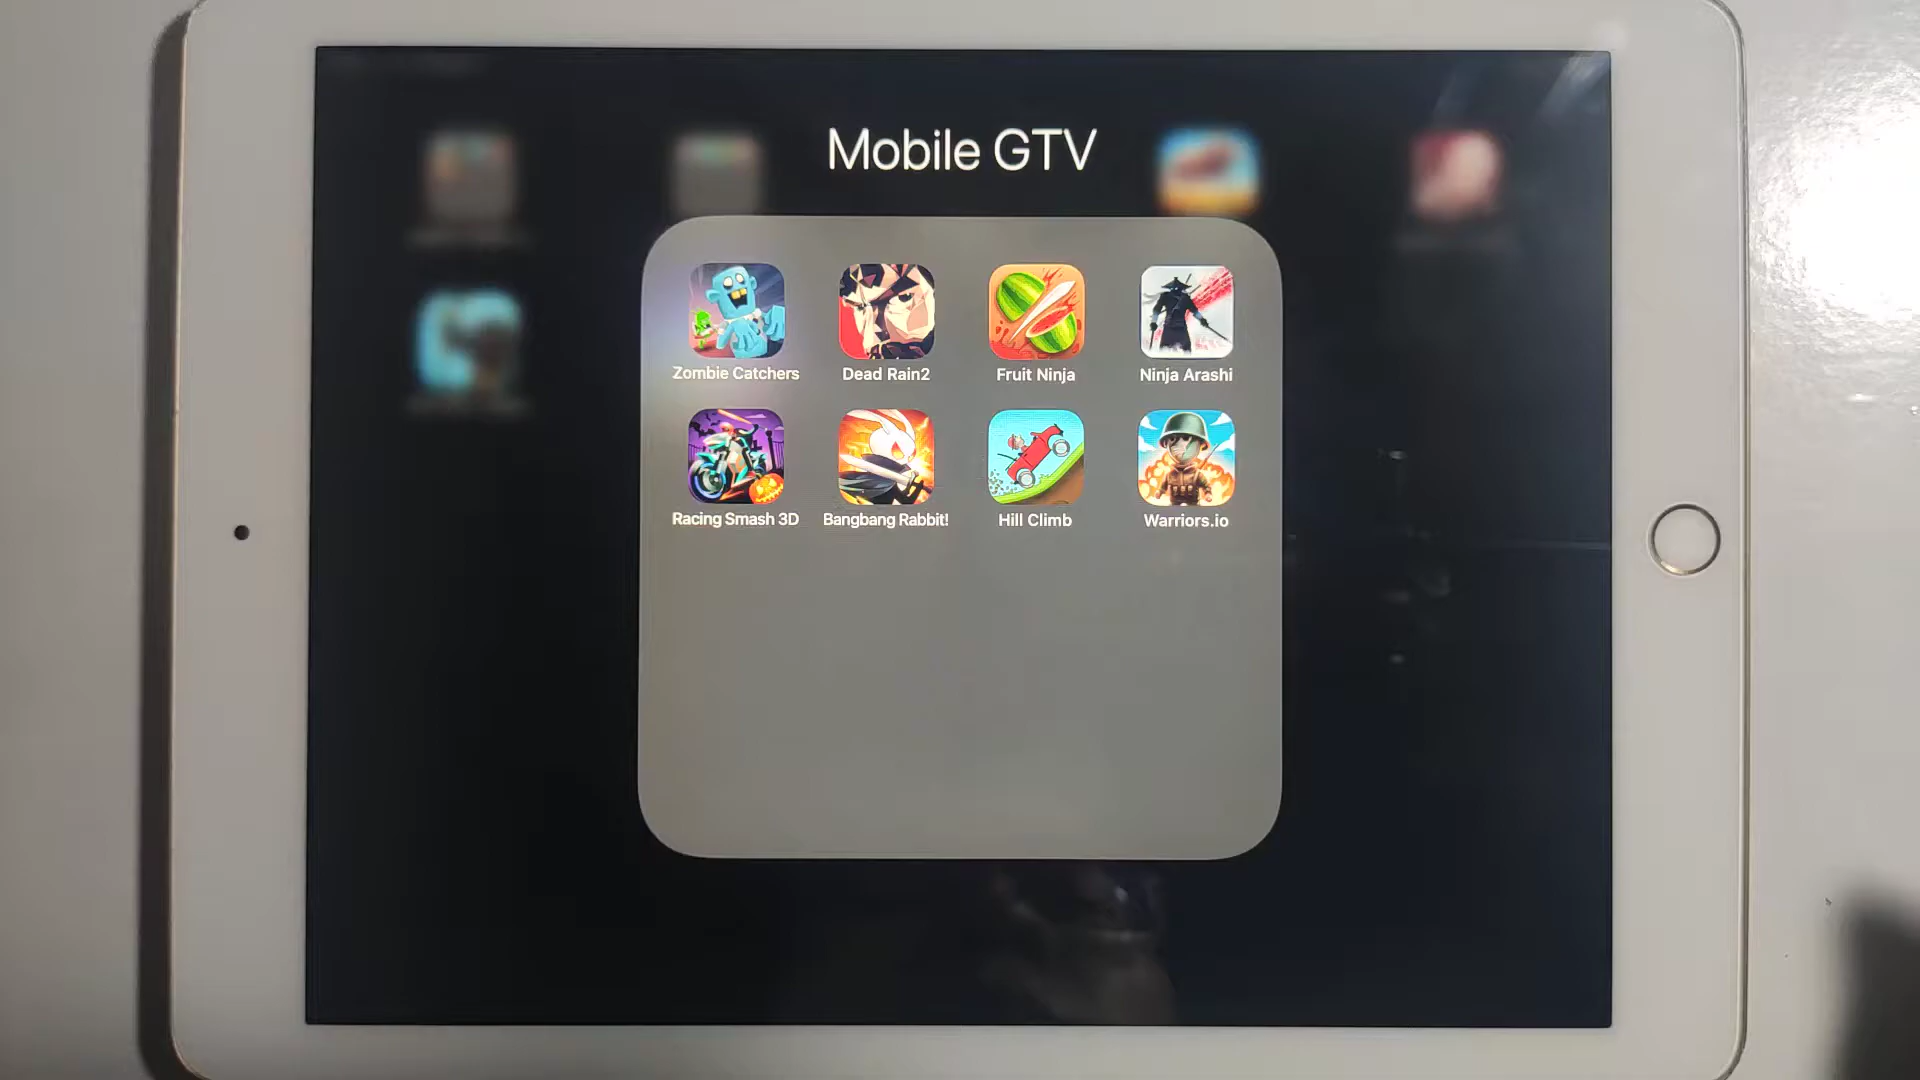 Mobile GTV
Zombie Catchers
Dead Rain2
Fruit Ninja
Ninja Arashi
Racing Smash 3D
Bangbang Rabbit!
Hill Climb
Warriors.io